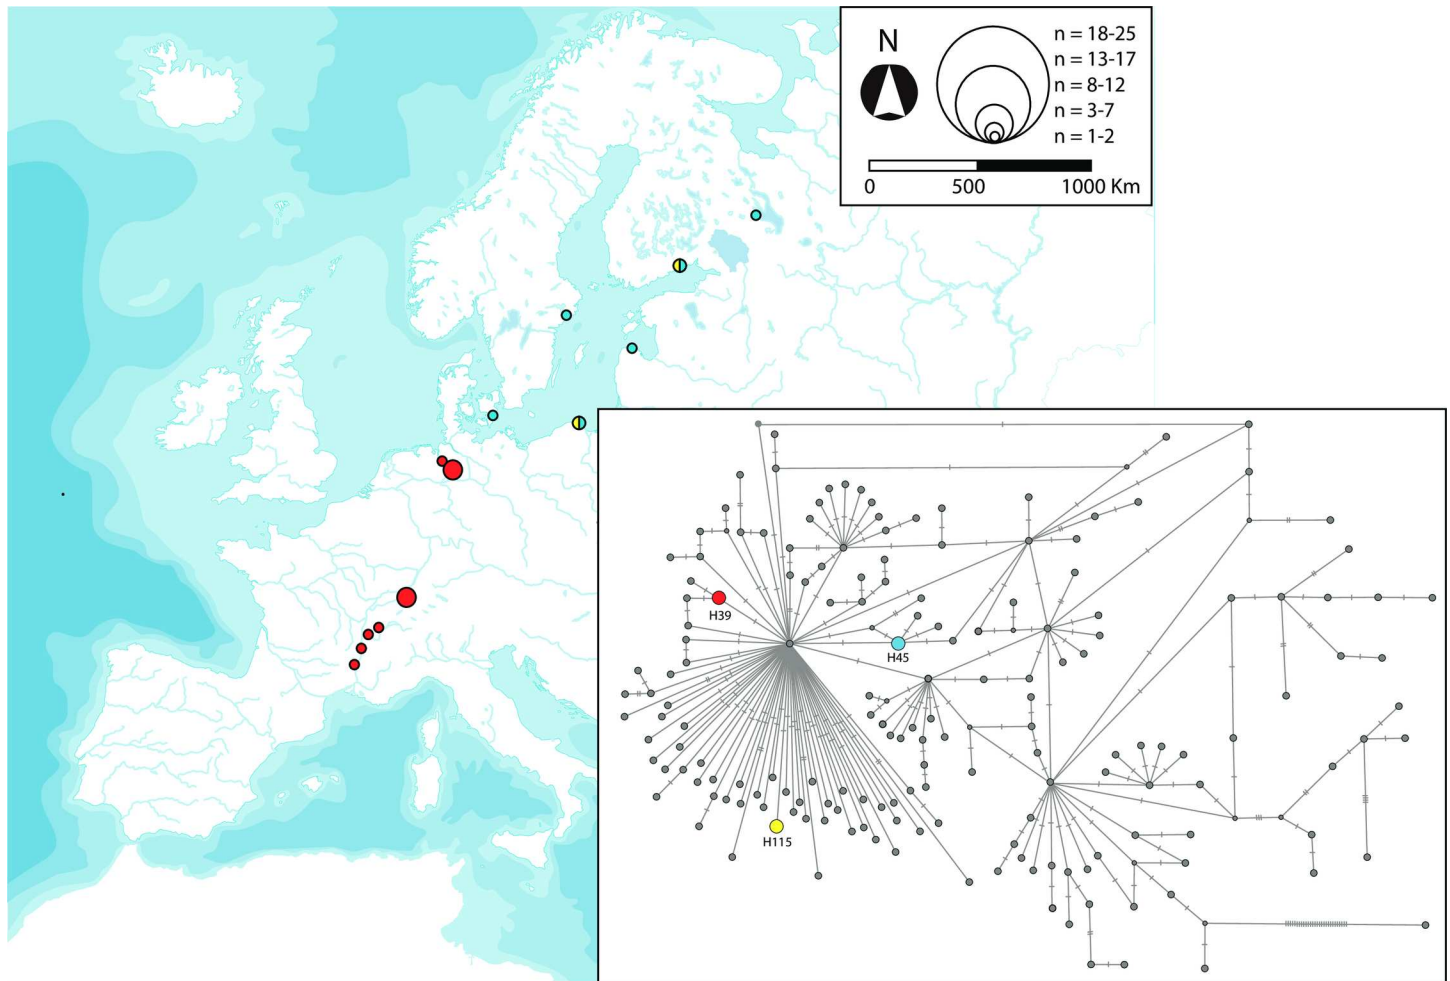 N
n = 18-25
n = 13-17
n = 8-12
n = 3-7
n = 1-2
0 500 1000 Km
H39
H45
H115